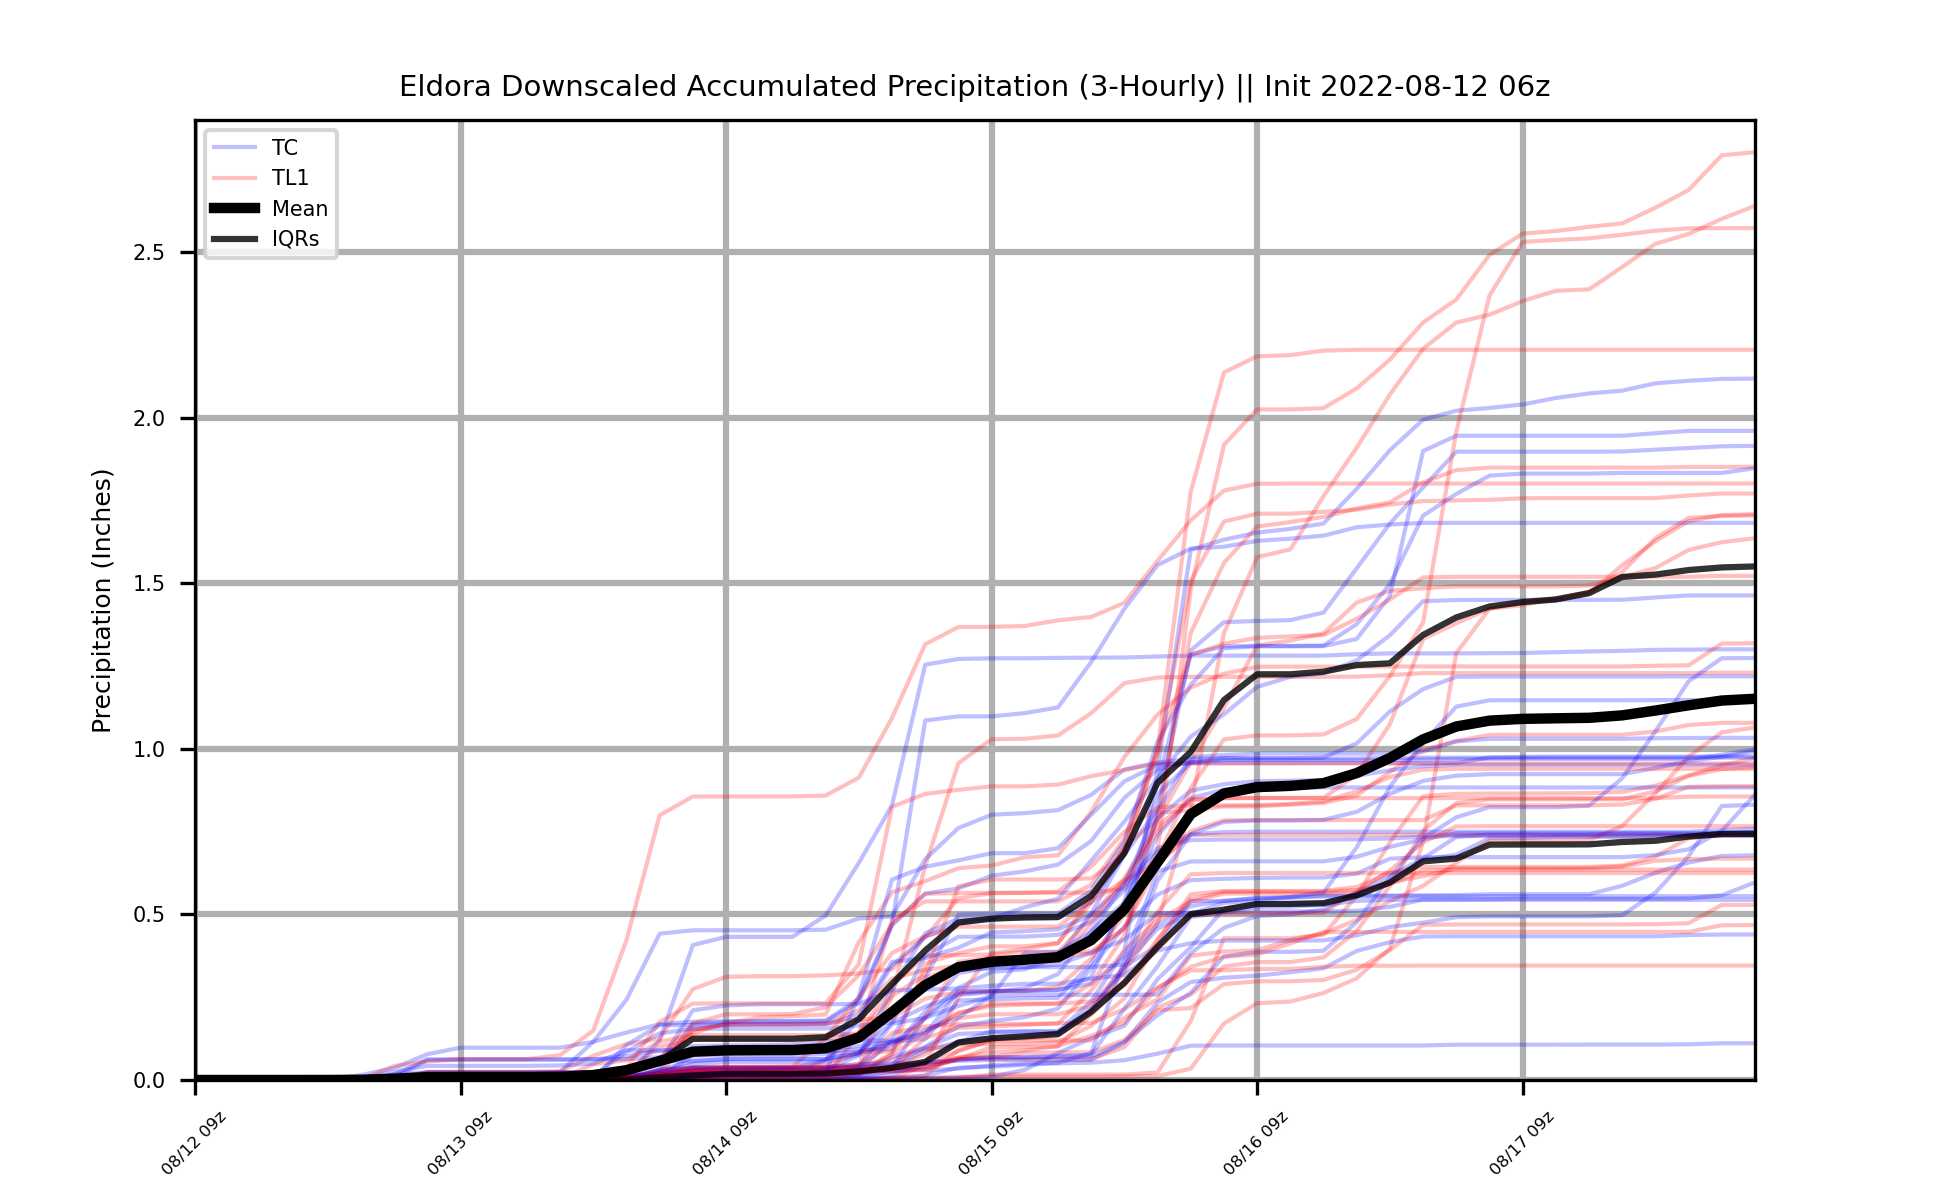 Eldora Downscaled Accumulated Precipitation (3-Hourly) || Init 2022-08-12 06z
TC
TL1
Mean
IQRs
Precipitation (Inches)
2.5
2.0
1.5
1.0
0.5
0.0
08/12 09z
08/13 09z
08/14 09z
08/15 09z
08/16 09z
08/17 09z